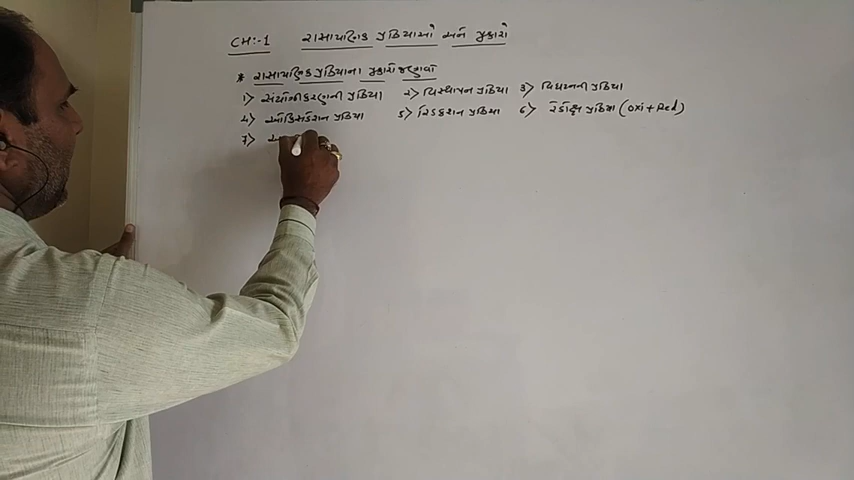 CH:-1 રાસાયણિક પ્રક્રિયાઓ અને પ્રકારો
* રાસાયણિક પ્રક્રિયાના પ્રકારો જણાવો
1> સંયોગીકરણની પ્રક્રિયા 2> વિસ્થાપન પ્રક્રિયા 3> વિઘટનની પ્રક્રિયા
4> ઓક્સિડેશન પ્રક્રિયા 5> રિડક્શન પ્રક્રિયા 6> રેડોક્ષ પ્રક્રિયા (Oxi + Red)
7>